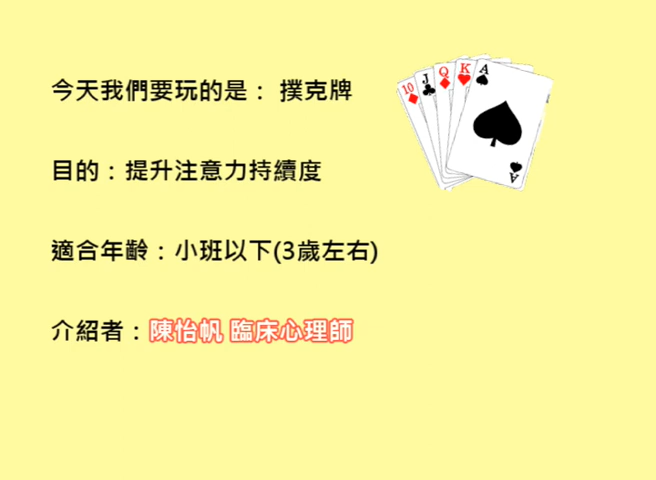 今天我們要玩的是： 撲克牌
10 J Q K A
目的：提升注意力持續度
A
適合年齡：小班以下(3歲左右)
介紹者：陳怡帆 臨床心理師